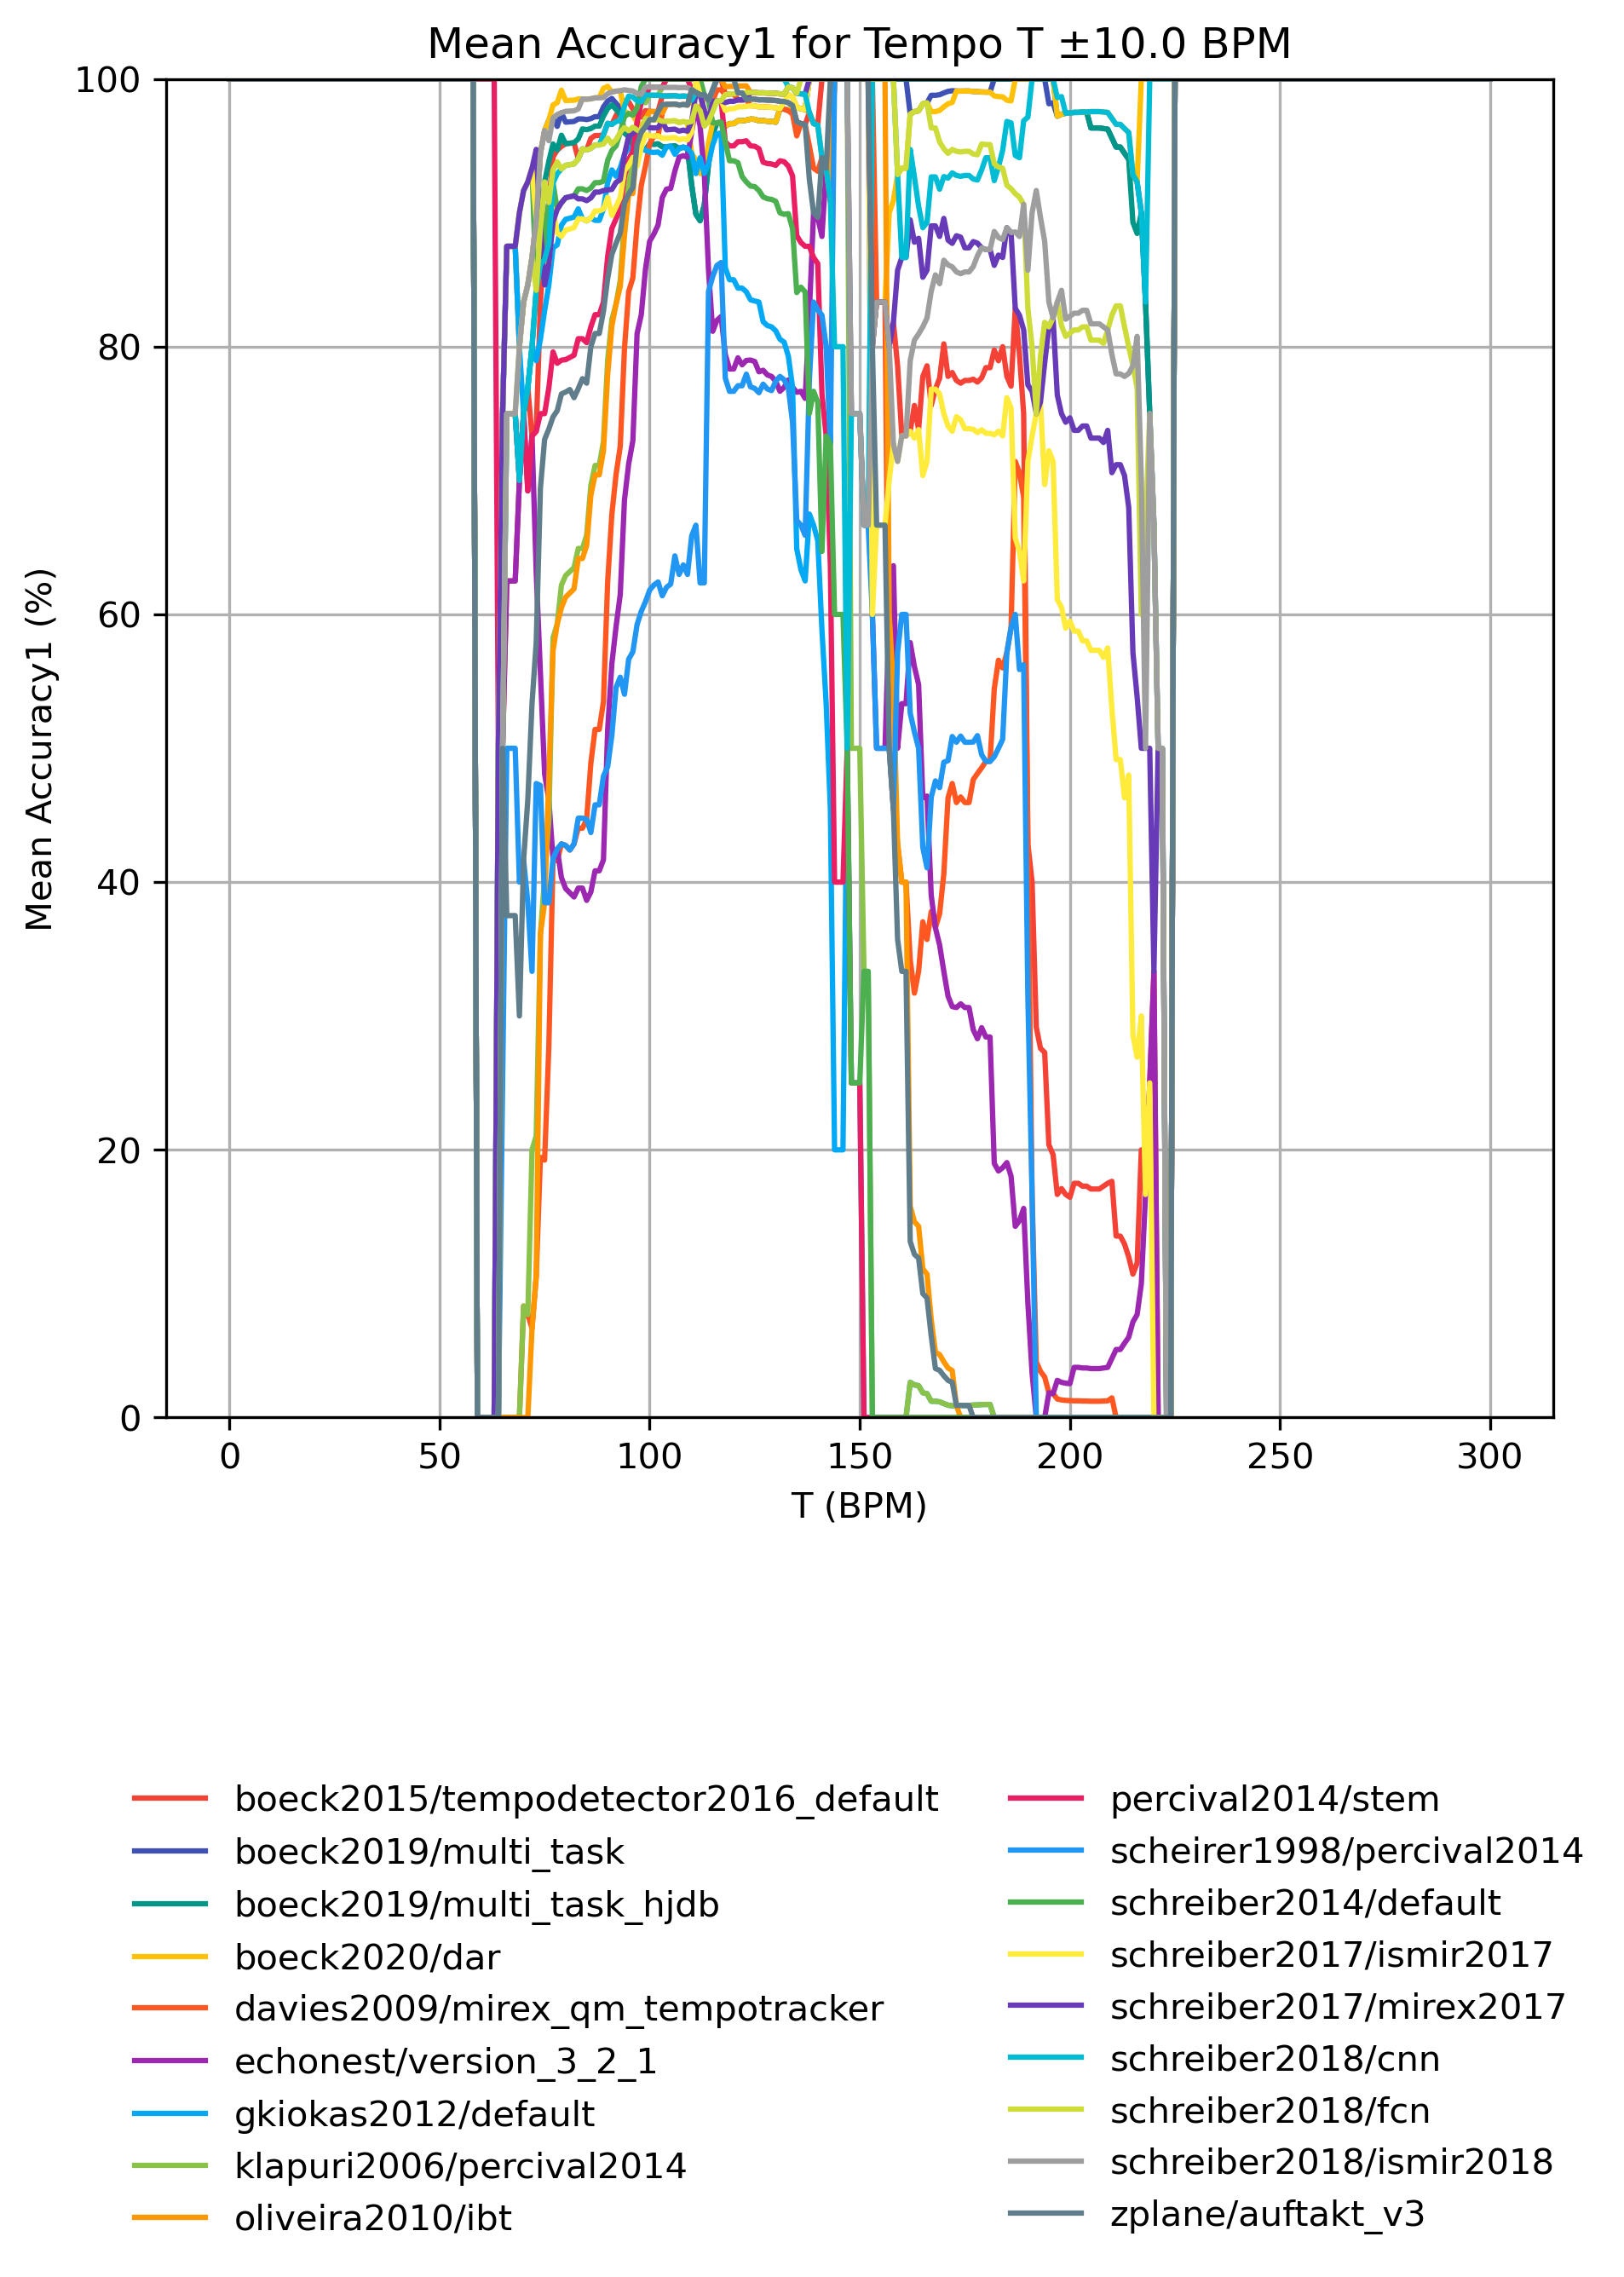 Mean Accuracy1 for Tempo T ±10.0 BPM
100
80
60
40
20
0
Mean Accuracy1 (%)
0 50 100 150 200 250 300
T (BPM)
boeck2015/tempodetector2016_default
boeck2019/multi_task
boeck2019/multi_task_hjdb
boeck2020/dar
davies2009/mirex_qm_tempotracker
echonest/version_3_2_1
gkiokas2012/default
klapuri2006/percival2014
oliveira2010/ibt
percival2014/stem
scheirer1998/percival2014
schreiber2014/default
schreiber2017/ismir2017
schreiber2017/mirex2017
schreiber2018/cnn
schreiber2018/fcn
schreiber2018/ismir2018
zplane/auftakt_v3